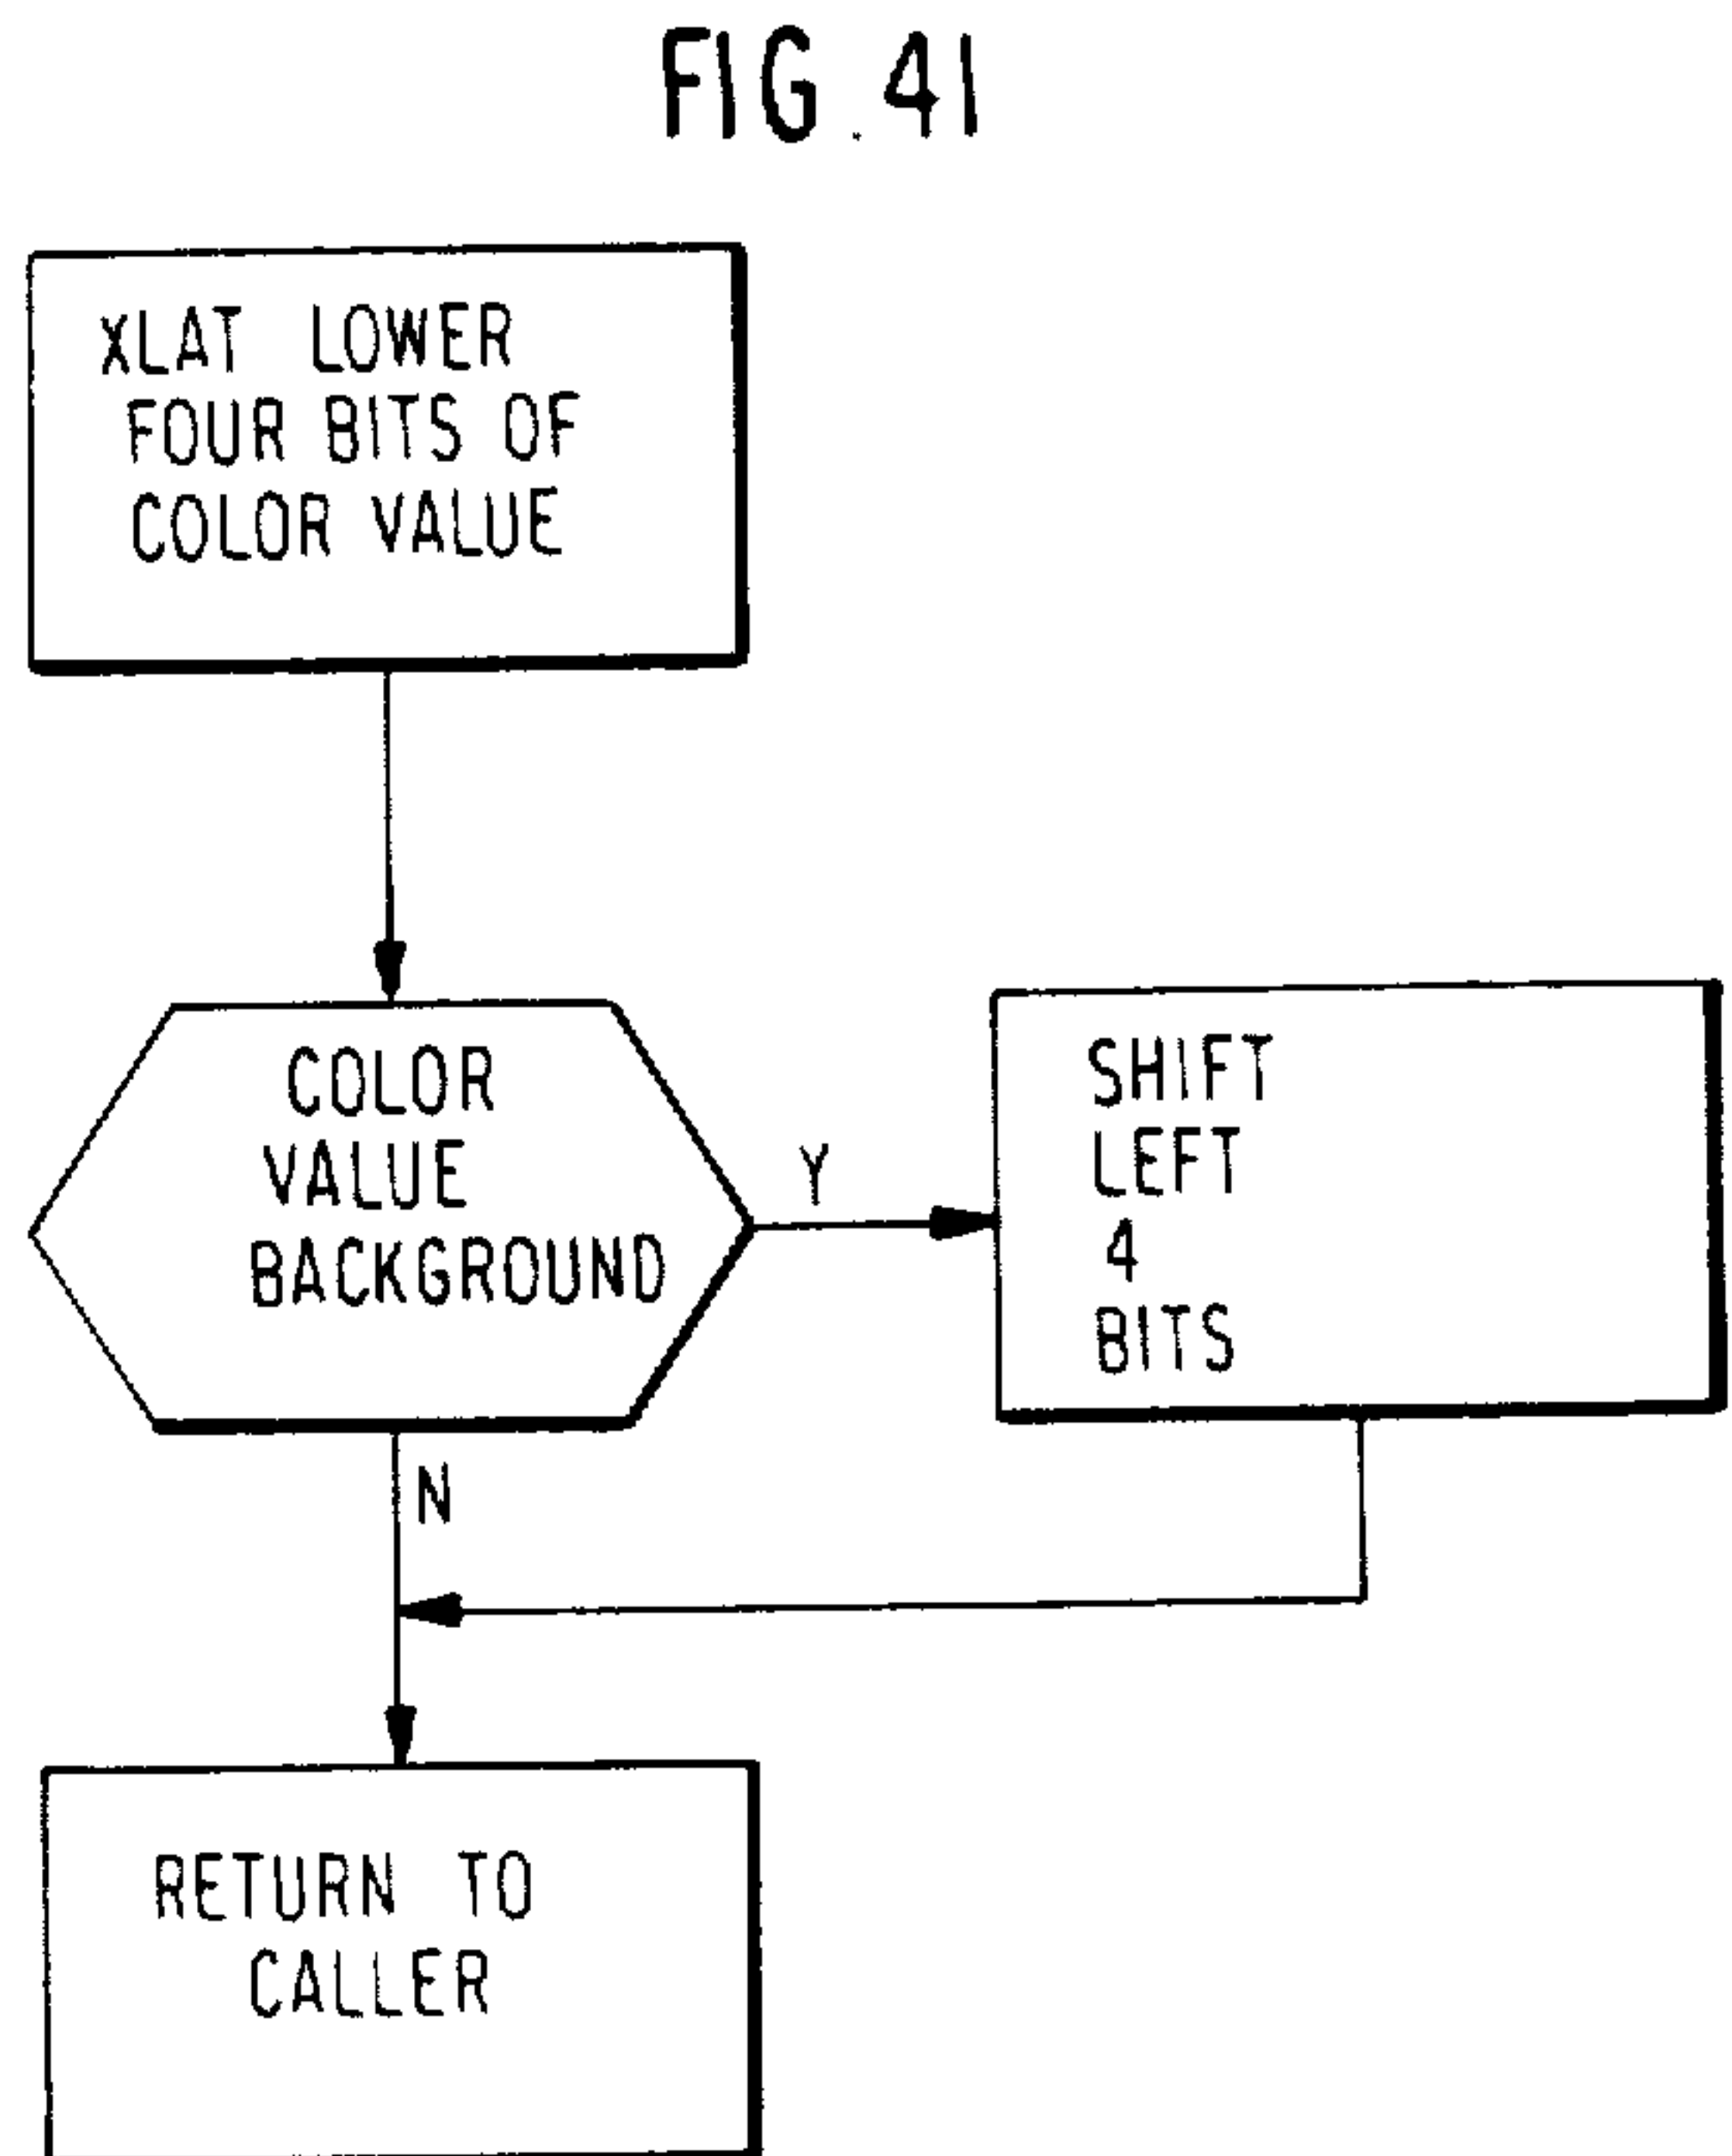 FIG. 41
XLAT LOWER
FOUR BITS OF
COLOR VALUE
COLOR
VALUE
BACKGROUND
Y
SHIFT
LEFT
4
BITS
N
RETURN TO
CALLER